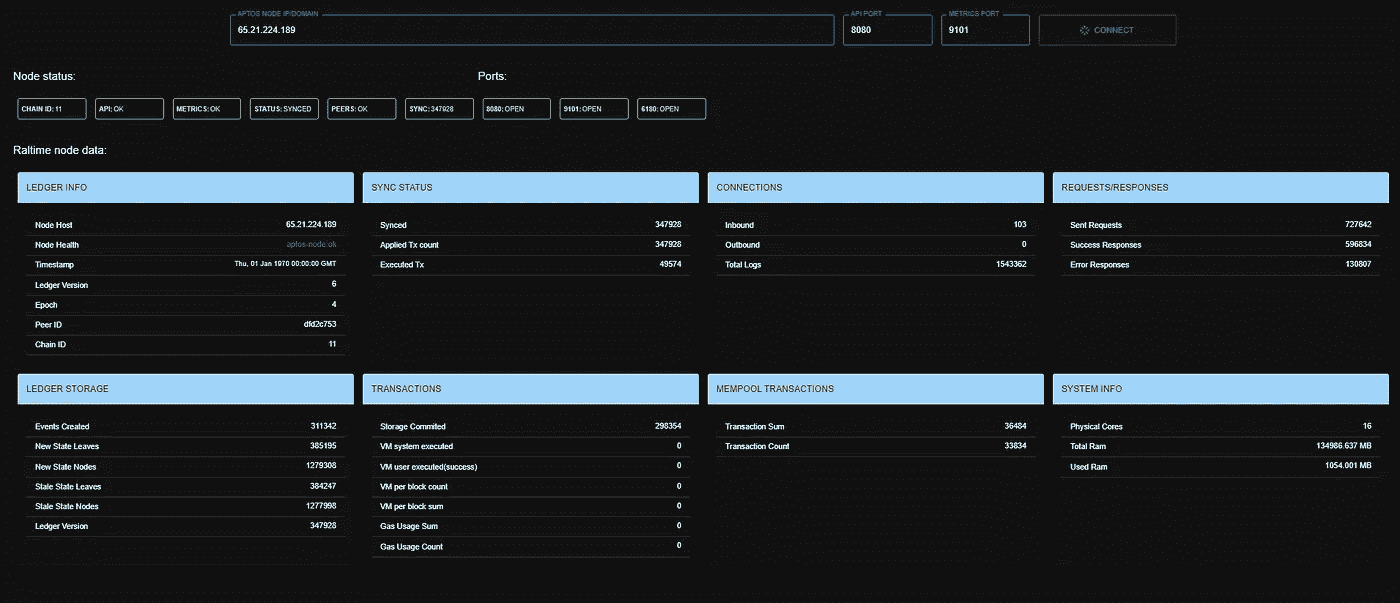 APTOS NODE IP/DOMAIN API PORT METRICS PORT
65.21.224.189 8080 9101 CONNECT
Node status: Ports:
CHAIN ID: 11 API: OK METRICS: OK STATUS: SYNCED PEERS: OK SYNC: 347928 8080: OPEN 9101: OPEN 6180: OPEN
Raltime node data:
LEDGER INFO
Node Host 65.21.224.189
Node Health aptos-node:ok
Timestamp Thu, 01 Jan 1970 00:00:00 GMT
Ledger Version 6
Epoch 4
Peer ID dfd2c753
Chain ID 11
SYNC STATUS
Synced 347928
Applied Tx count 347928
Executed Tx 49574
CONNECTIONS
Inbound 103
Outbound 0
Total Logs 1543362
REQUESTS/RESPONSES
Sent Requests 727642
Success Responses 596834
Error Responses 130807
LEDGER STORAGE
Events Created 311342
New State Leaves 385195
New State Nodes 1279308
Stale State Leaves 384247
Stale State Nodes 1277998
Ledger Version 347928
TRANSACTIONS
Storage Commited 298354
VM system executed 0
VM user executed(success) 0
VM per block count 0
VM per block sum 0
Gas Usage Sum 0
Gas Usage Count 0
MEMPOOL TRANSACTIONS
Transaction Sum 36484
Transaction Count 33834
SYSTEM INFO
Physical Cores 16
Total Ram 134986.637 MB
Used Ram 1054.001 MB